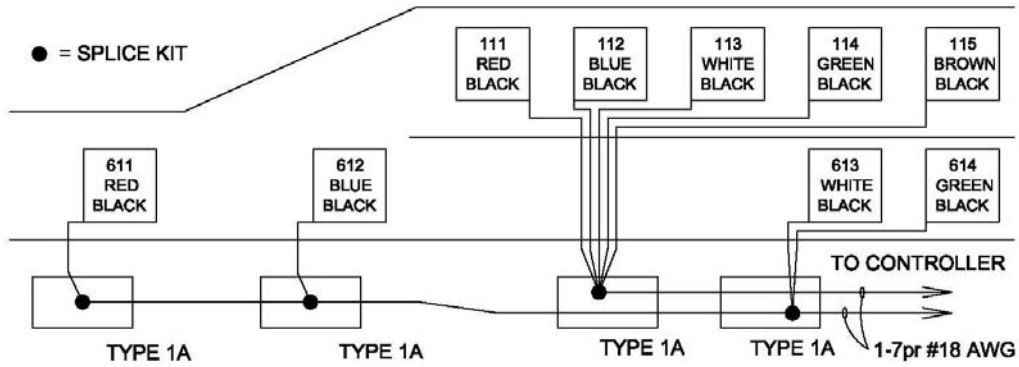 = SPLICE KIT
111
RED
BLACK
112
BLUE
BLACK
113
WHITE
BLACK
114
GREEN
BLACK
115
BROWN
BLACK
611
RED
BLACK
612
BLUE
BLACK
613
WHITE
BLACK
614
GREEN
BLACK
TO CONTROLLER
TYPE 1A
TYPE 1A
TYPE 1A
TYPE 1A
1-7pr #18 AWG